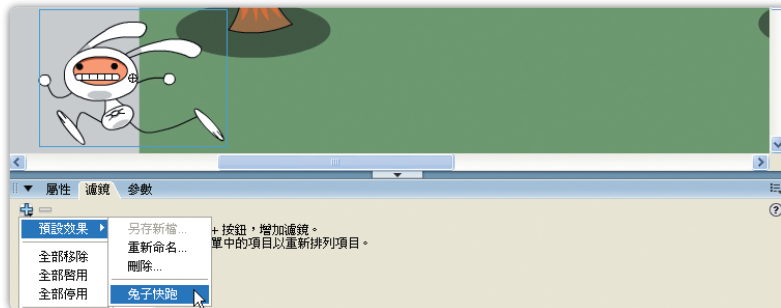 屬性 濾鏡 參數
預設效果
另存新檔...
+ 按鈕，增加濾鏡。
重新命名...
單中的項目以重新排列項目。
全部移除
刪除...
全部啟用
全部停用
兔子快跑